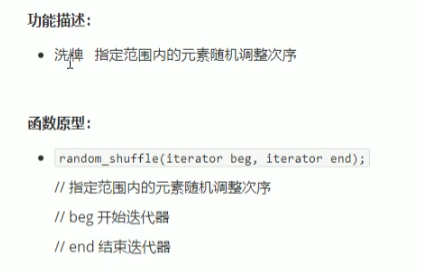 功能描述：
洗牌 指定范围内的元素随机调整次序
函数原型：
random_shuffle(iterator beg, iterator end);
// 指定范围内的元素随机调整次序
// beg 开始迭代器
// end 结束迭代器